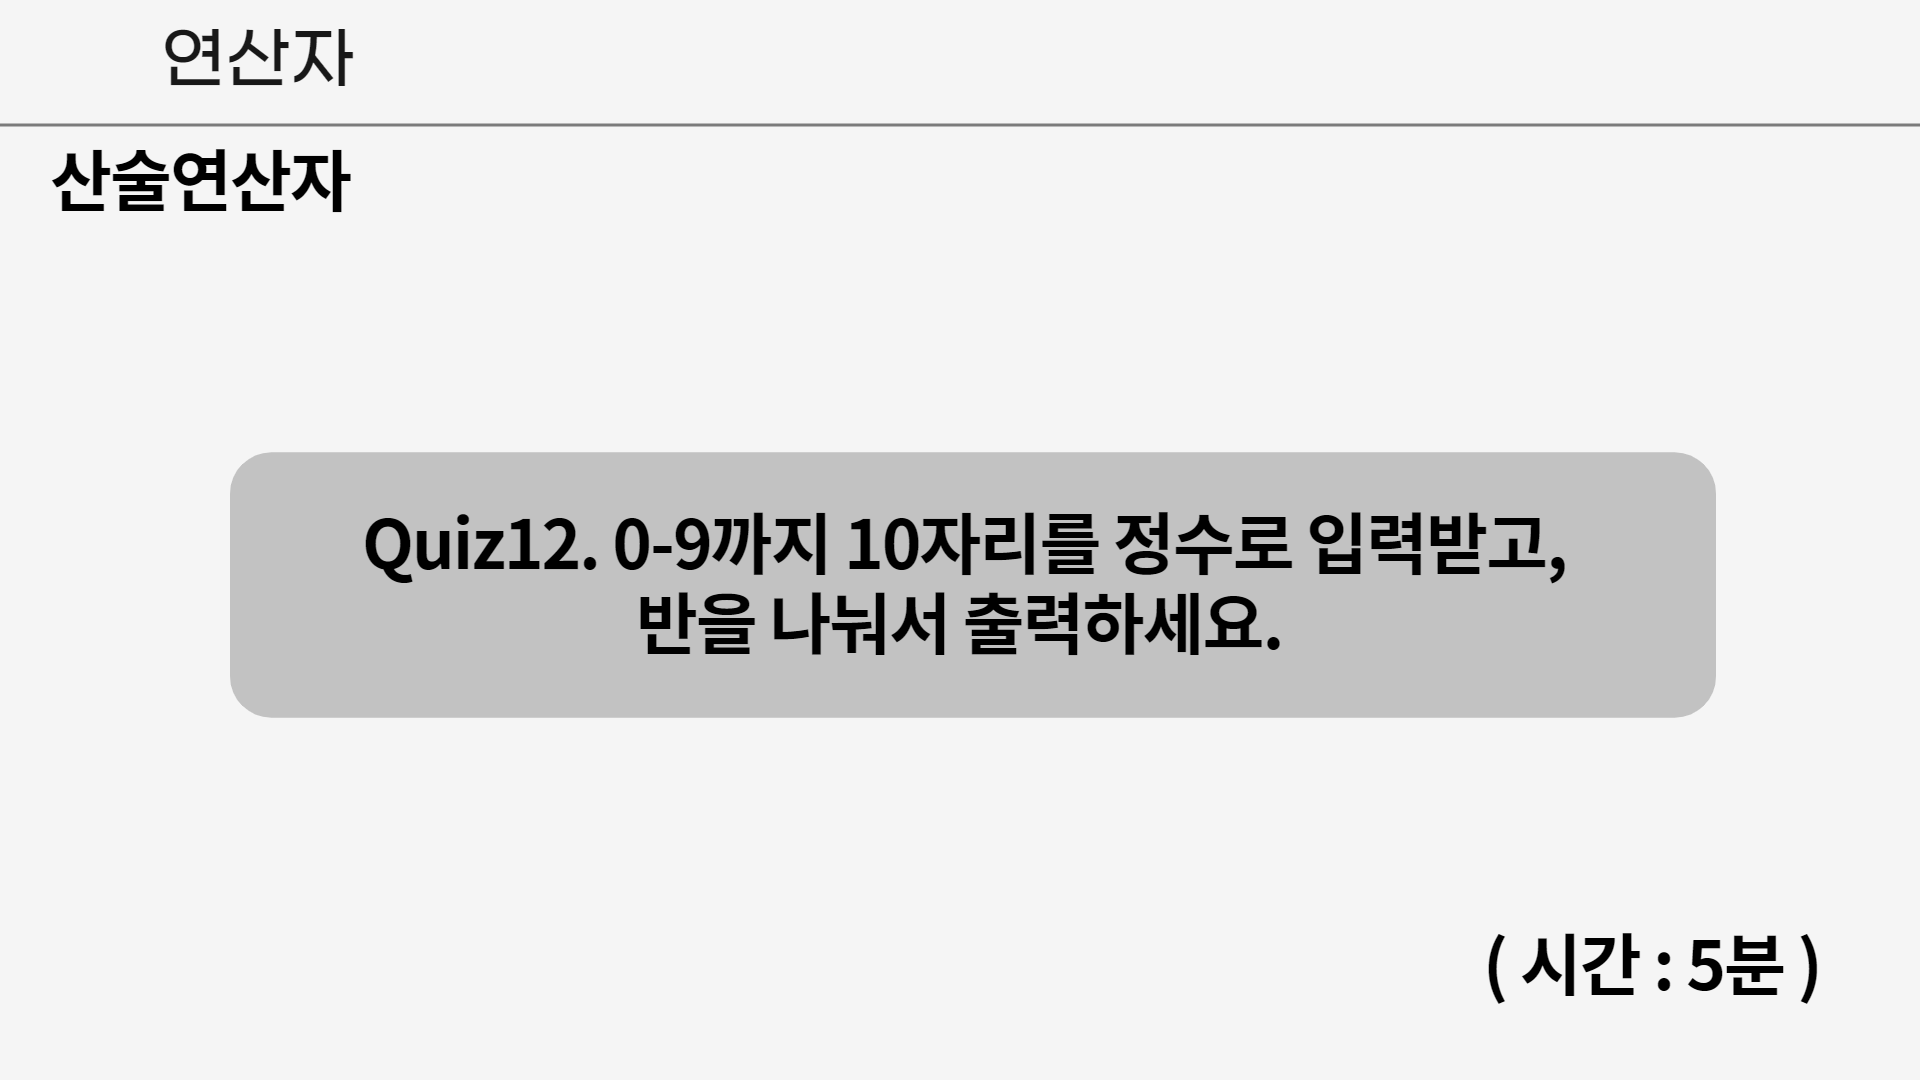 연산자
산술연산자
Quiz12. 0-9까지 10자리를 정수로 입력받고,
반을 나눠서 출력하세요.
( 시간 : 5분 )